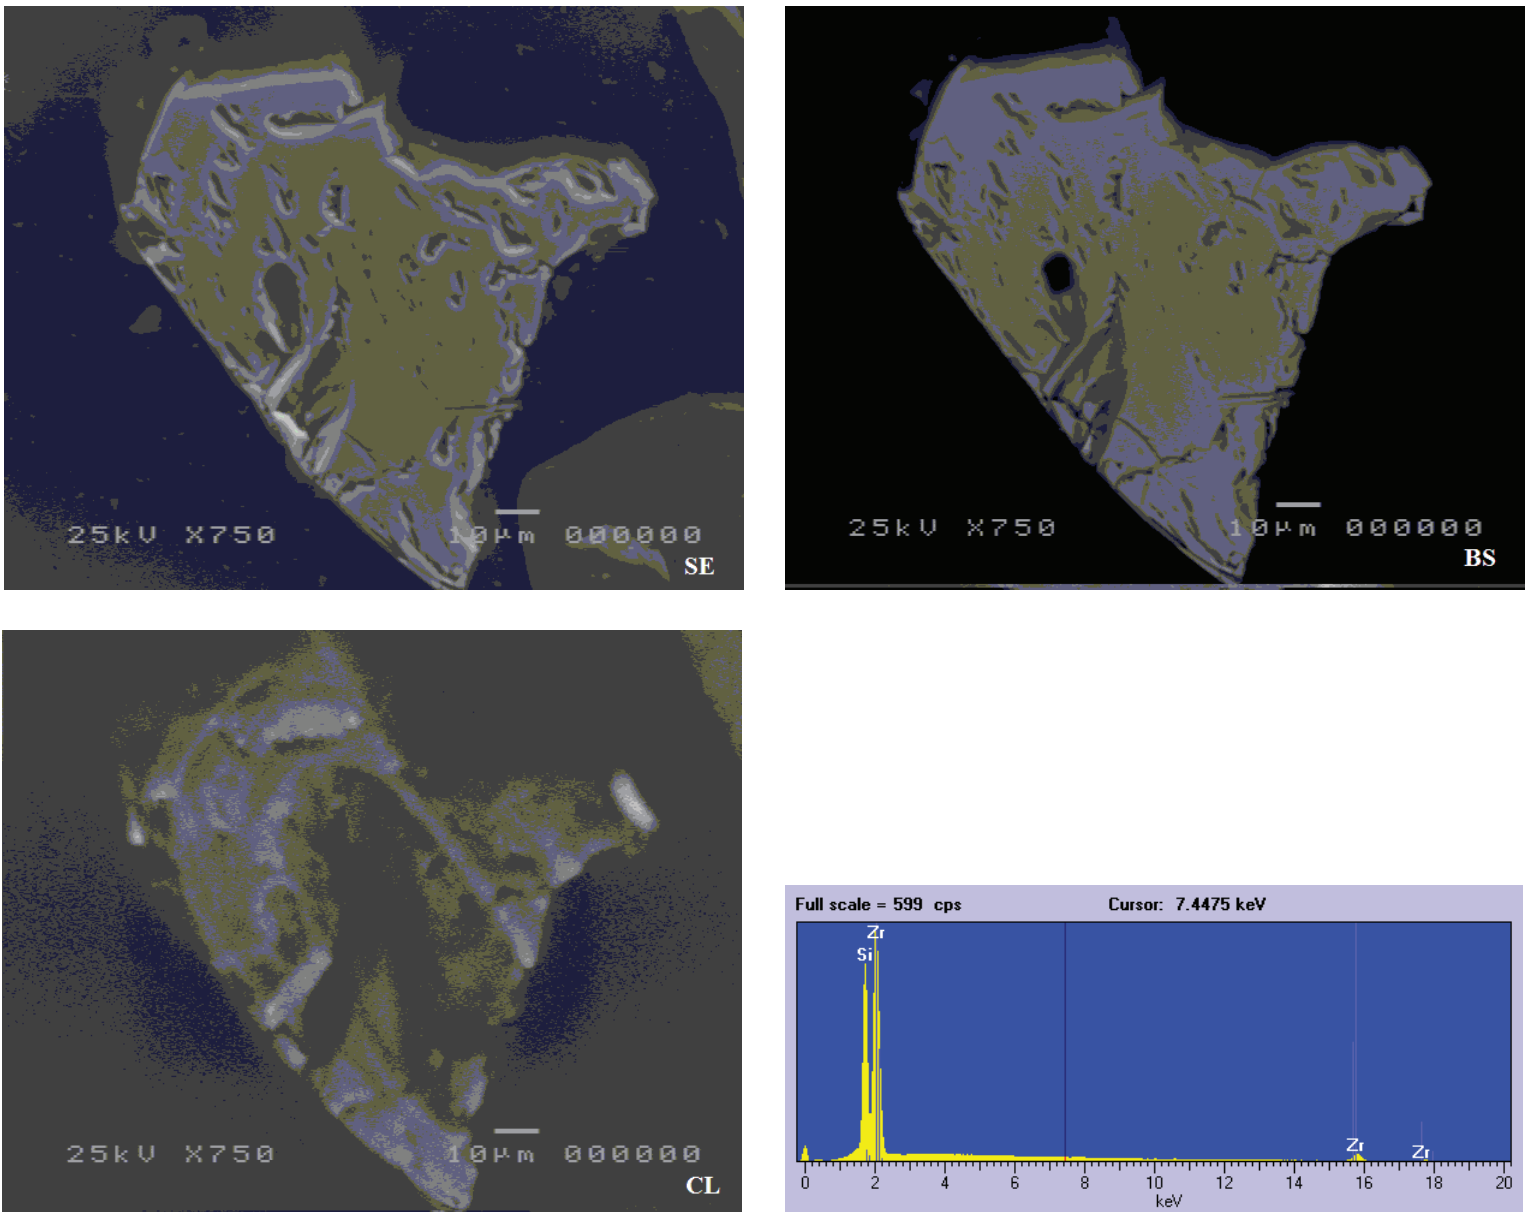 25kV X750 10µm 000000
SE
25kV X750 10µm 000000
BS
25kV X750 10µm 000000
CL
Full scale = 599 cps Cursor: 7.4475 keV
Zr
Si
Zr
Zr
0 2 4 6 8 10 12 14 16 18 20
keV